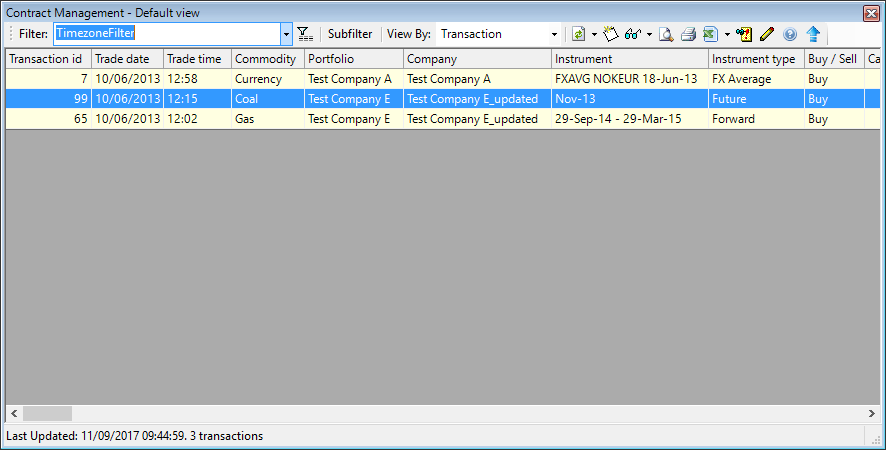 Contract Management - Default view
Filter: TimezoneFilter Subfilter View By: Transaction
Transaction id Trade date Trade time Commodity Portfolio Company Instrument Instrument type Buy / Sell Ca
7 10/06/2013 12:58 Currency Test Company A Test Company A FXAVG NOKEUR 18-Jun-13 FX Average Buy
99 10/06/2013 12:15 Coal Test Company E Test Company E_updated Nov-13 Future Buy
65 10/06/2013 12:02 Gas Test Company E Test Company E_updated 29-Sep-14 - 29-Mar-15 Forward Buy
Last Updated: 11/09/2017 09:44:59. 3 transactions